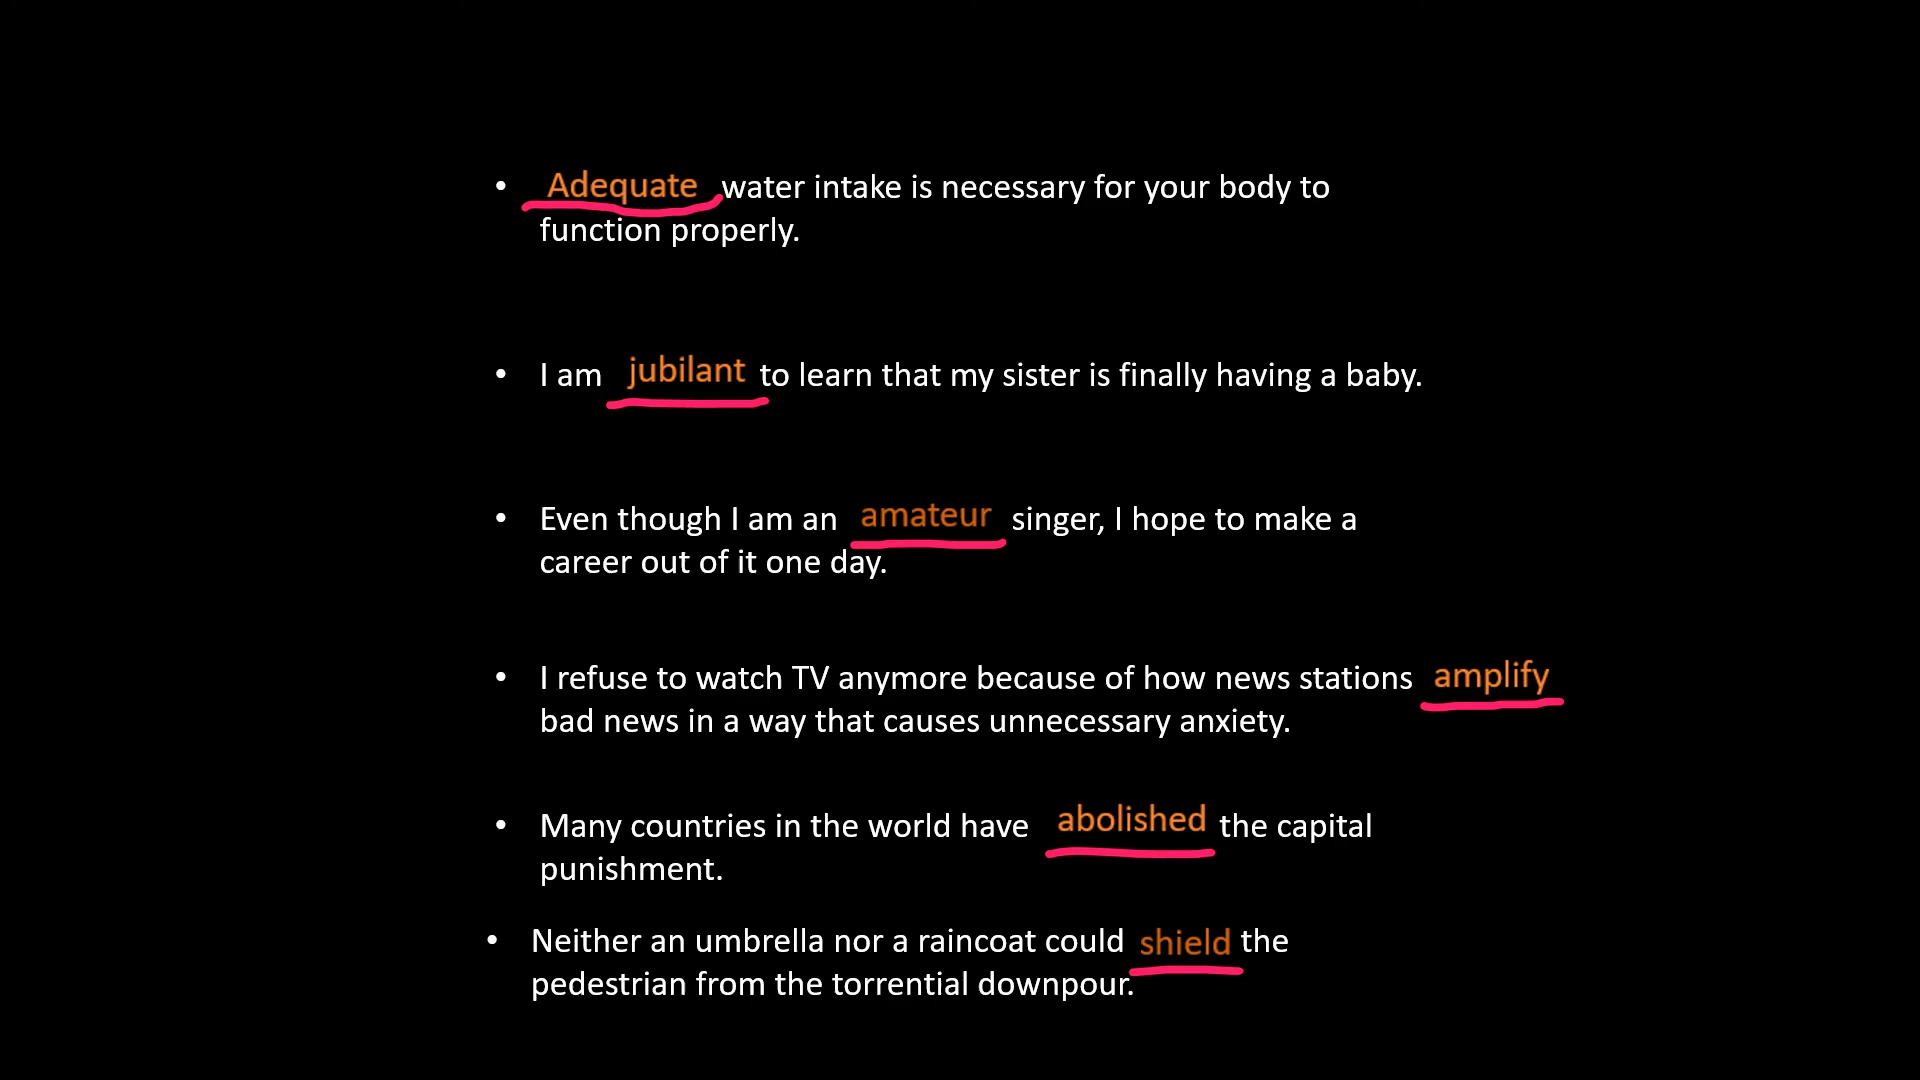 • Adequate water intake is necessary for your body to
function properly.
• I am jubilant to learn that my sister is finally having a baby.
• Even though I am an amateur singer, I hope to make a
career out of it one day.
• I refuse to watch TV anymore because of how news stations amplify
bad news in a way that causes unnecessary anxiety.
• Many countries in the world have abolished the capital
punishment.
• Neither an umbrella nor a raincoat could shield the
pedestrian from the torrential downpour.